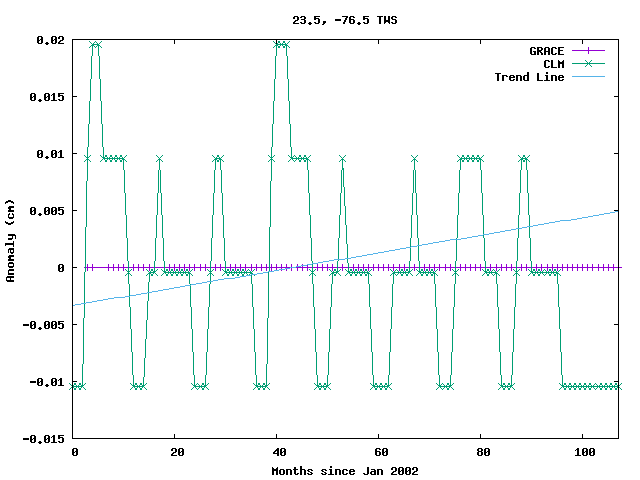 23.5, -76.5 TWS
GRACE
CLM
Trend Line
0.02
0.015
0.01
0.005
0
-0.005
-0.01
-0.015
Anomaly (cm)
0 20 40 60 80 100
Months since Jan 2002